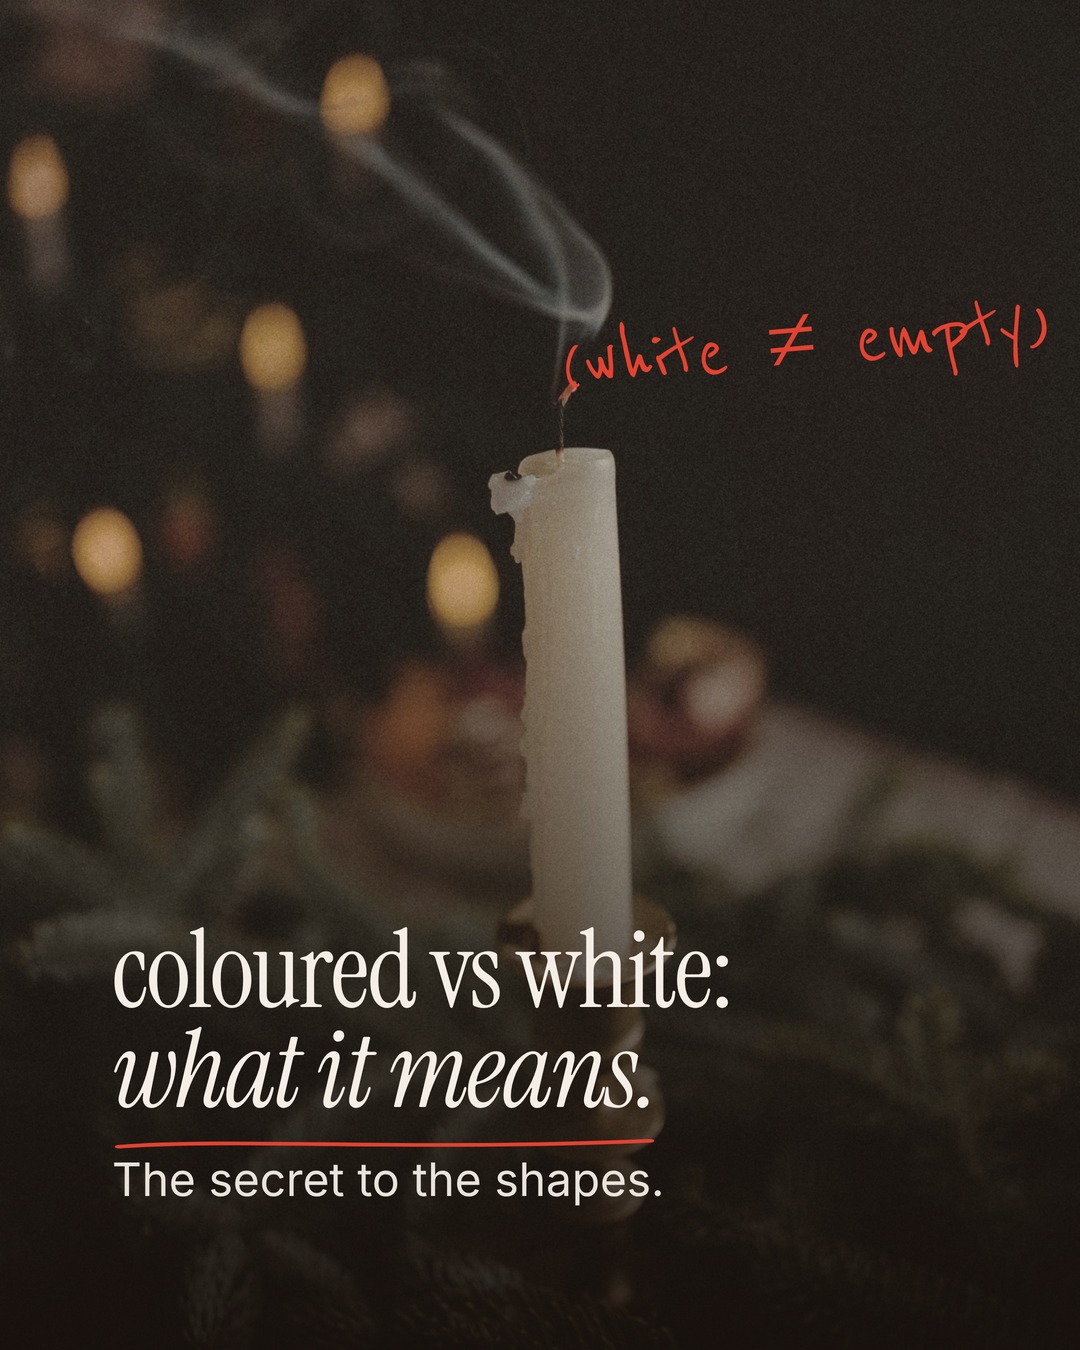 (white ≠ empty)
coloured vs white:
what it means.
The secret to the shapes.